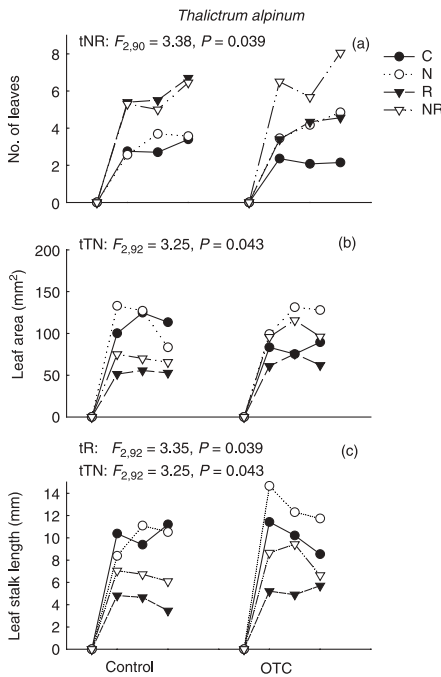 Thalictrum alpinum
tNR: F2,90 = 3.38, P = 0.039
(a)
C
N
R
NR
No. of leaves
8
6
4
2
0
tTN: F2,92 = 3.25, P = 0.043
(b)
Leaf area (mm²)
200
150
100
50
0
tR: F2,92 = 3.35, P = 0.039
(c)
tTN: F2,92 = 3.25, P = 0.043
Leaf stalk length (mm)
14
12
10
8
6
4
2
0
Control OTC